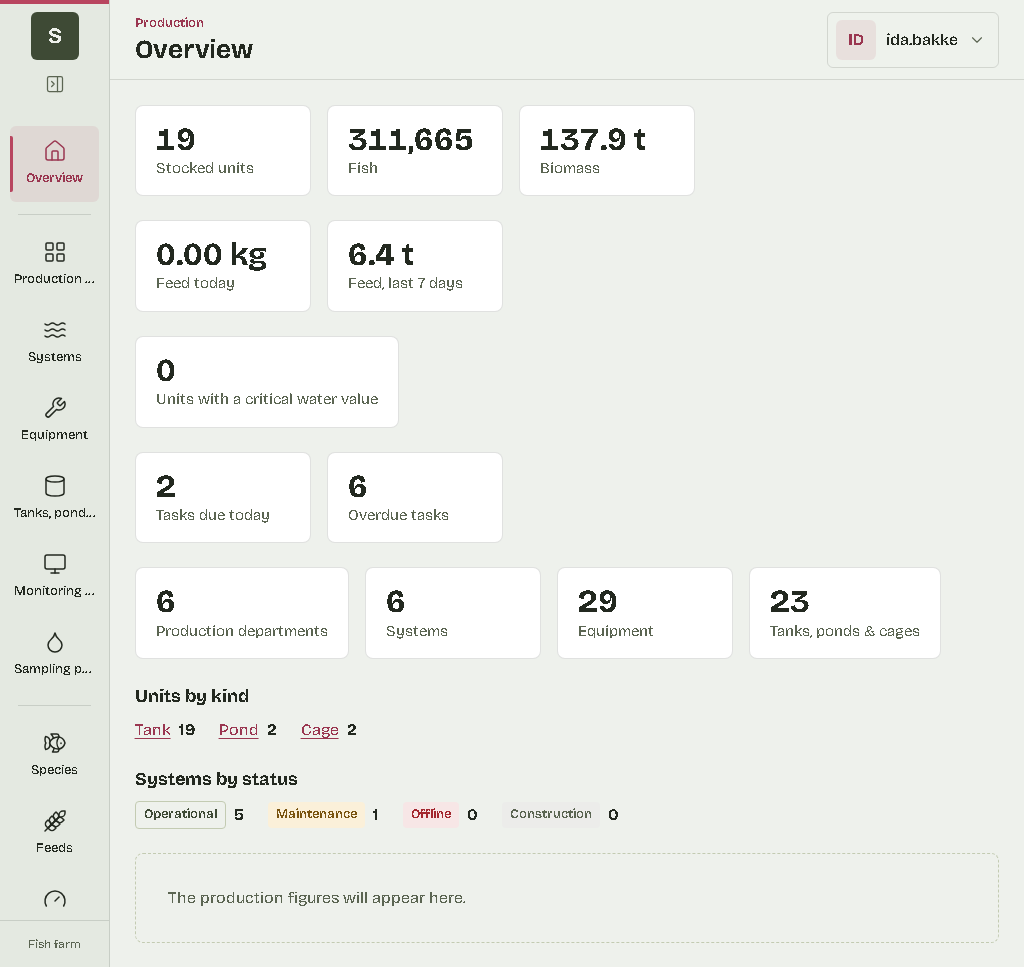 S
Production
Overview
ID ida.bakke
Overview
Production ...
Systems
Equipment
Tanks, pond...
Monitoring ...
Sampling p...
Species
Feeds
Fish farm
19
Stocked units
311,665
Fish
137.9 t
Biomass
0.00 kg
Feed today
6.4 t
Feed, last 7 days
0
Units with a critical water value
2
Tasks due today
6
Overdue tasks
6
Production departments
6
Systems
29
Equipment
23
Tanks, ponds & cages
Units by kind
Tank 19 Pond 2 Cage 2
Systems by status
Operational 5 Maintenance 1 Offline 0 Construction 0
The production figures will appear here.